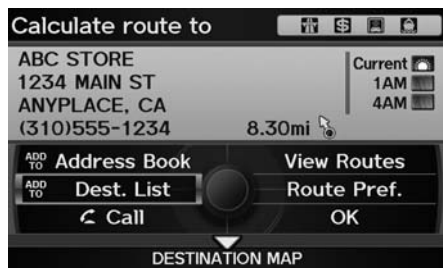 Calculate route to
$
ABC STORE
Current
1234 MAIN ST
1AM
ANYPLACE, CA
4AM
(310)555-1234 8.30mi
ADD TO Address Book
View Routes
ADD TO Dest. List
Route Pref.
Call
OK
DESTINATION MAP